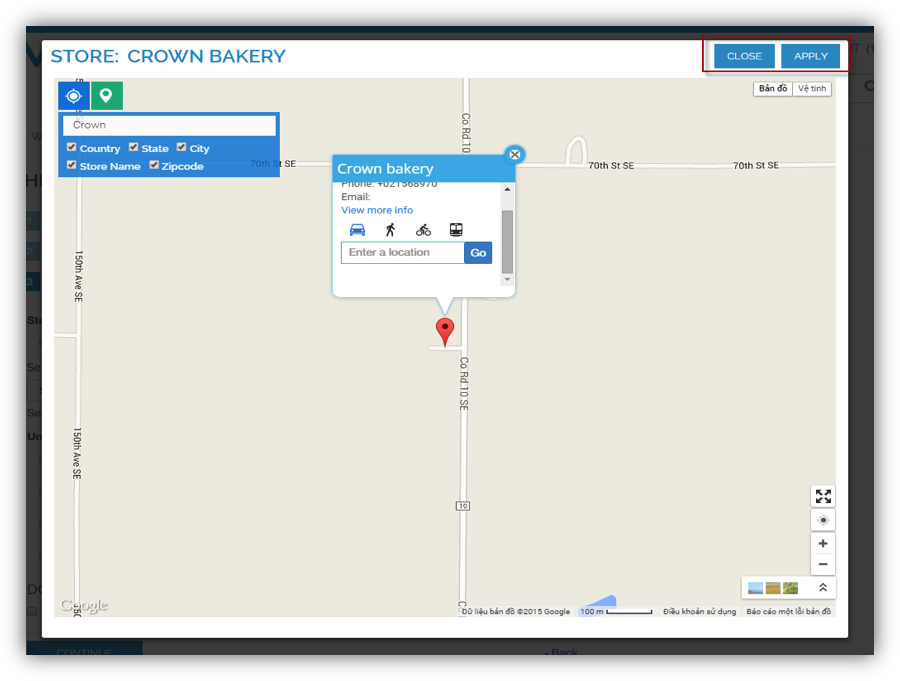 STORE: CROWN BAKERY
CLOSE
APPLY
Bản đồ
Vệ tinh
Crown
Country
State
City
Store Name
Zipcode
70th St SE
70th St SE
70th St SE
Co Rd 10
Crown bakery
Phone: +021568970
Email:
View more info
Enter a location
Go
150th Ave SE
Co Rd 10 SE
150th Ave SE
10
Google
Dữ liệu bản đồ ©2015 Google
100 m
Điều khoản sử dụng
Báo cáo một lỗi bản đồ
CONTINUE
Back